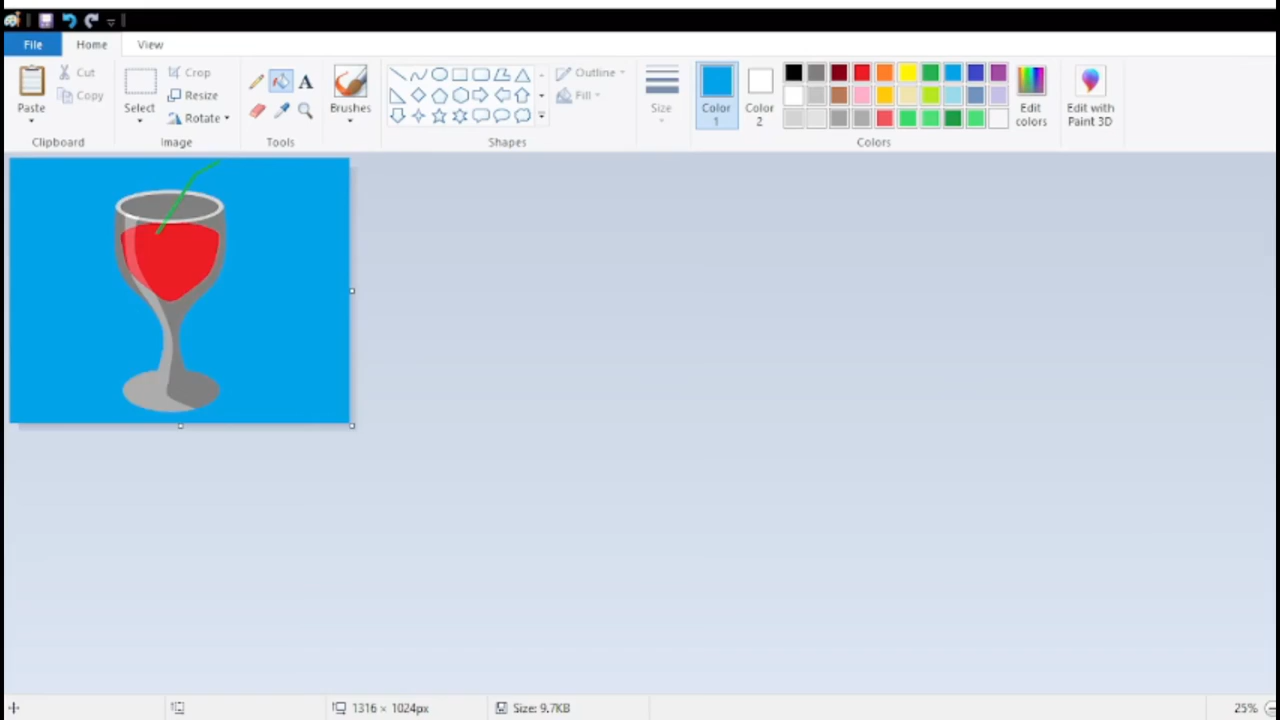 File Home View
Paste Cut Copy Clipboard
Select Crop Resize Rotate Image
A Tools
Brushes
Outline Fill Shapes
Size
Color 1 Color 2
Edit colors Edit with Paint 3D
Colors
1316 × 1024px Size: 9.7KB 25%